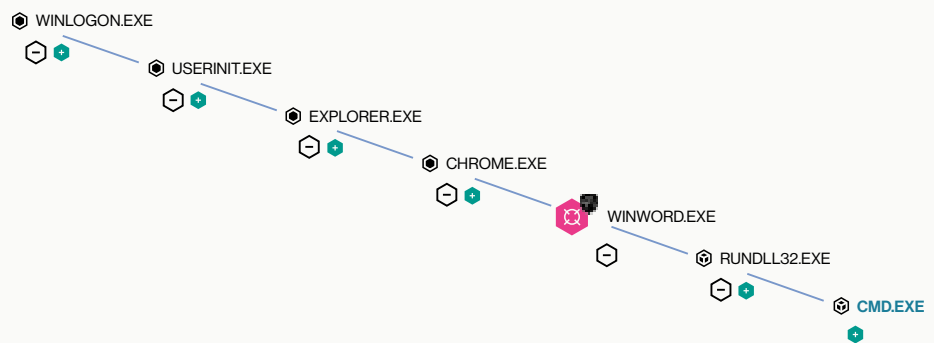 WINLOGON.EXE
USERINIT.EXE
EXPLORER.EXE
CHROME.EXE
WINWORD.EXE
RUNDLL32.EXE
CMD.EXE